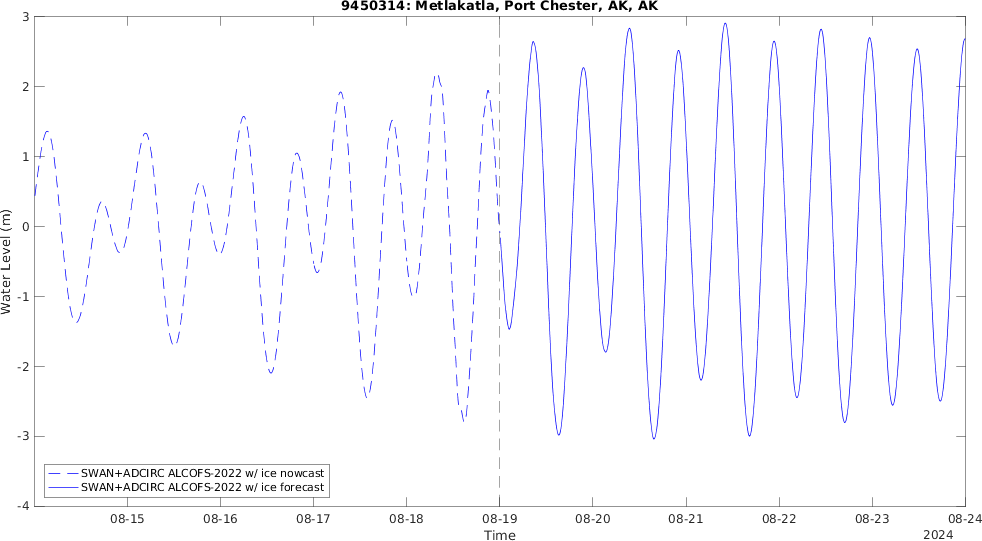 9450314: Metlakatla, Port Chester, AK, AK
3
2
1
0
-1
-2
-3
-4
Water Level (m)
SWAN+ADCIRC ALCOFS-2022 w/ ice nowcast
SWAN+ADCIRC ALCOFS-2022 w/ ice forecast
08-15 08-16 08-17 08-18 08-19 08-20 08-21 08-22 08-23 08-24
Time
2024